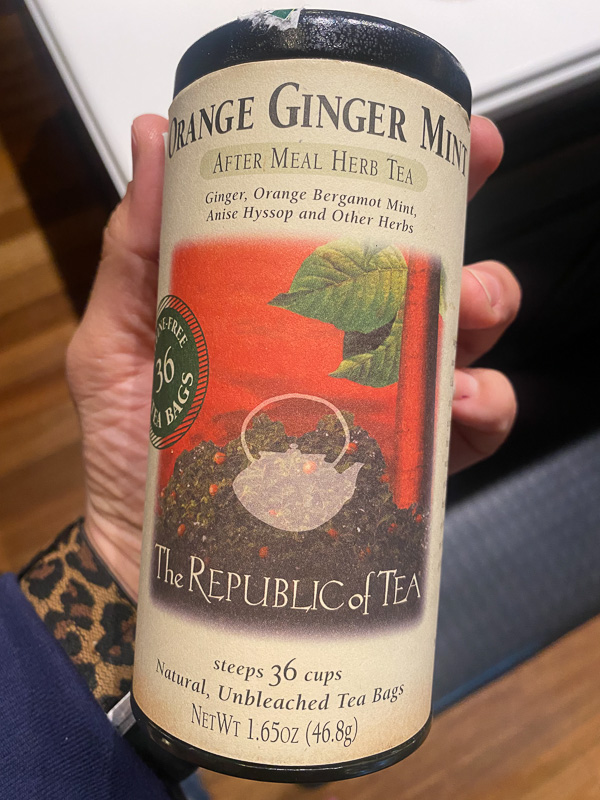 Orange Ginger Mint
After Meal Herb Tea
Ginger, Orange Bergamot Mint,
Anise Hyssop and Other Herbs
-FREE
36
TEA BAGS
The REPUBLIC of TEA
steeps 36 cups
Natural, Unbleached Tea Bags
Net Wt 1.65oz (46.8g)